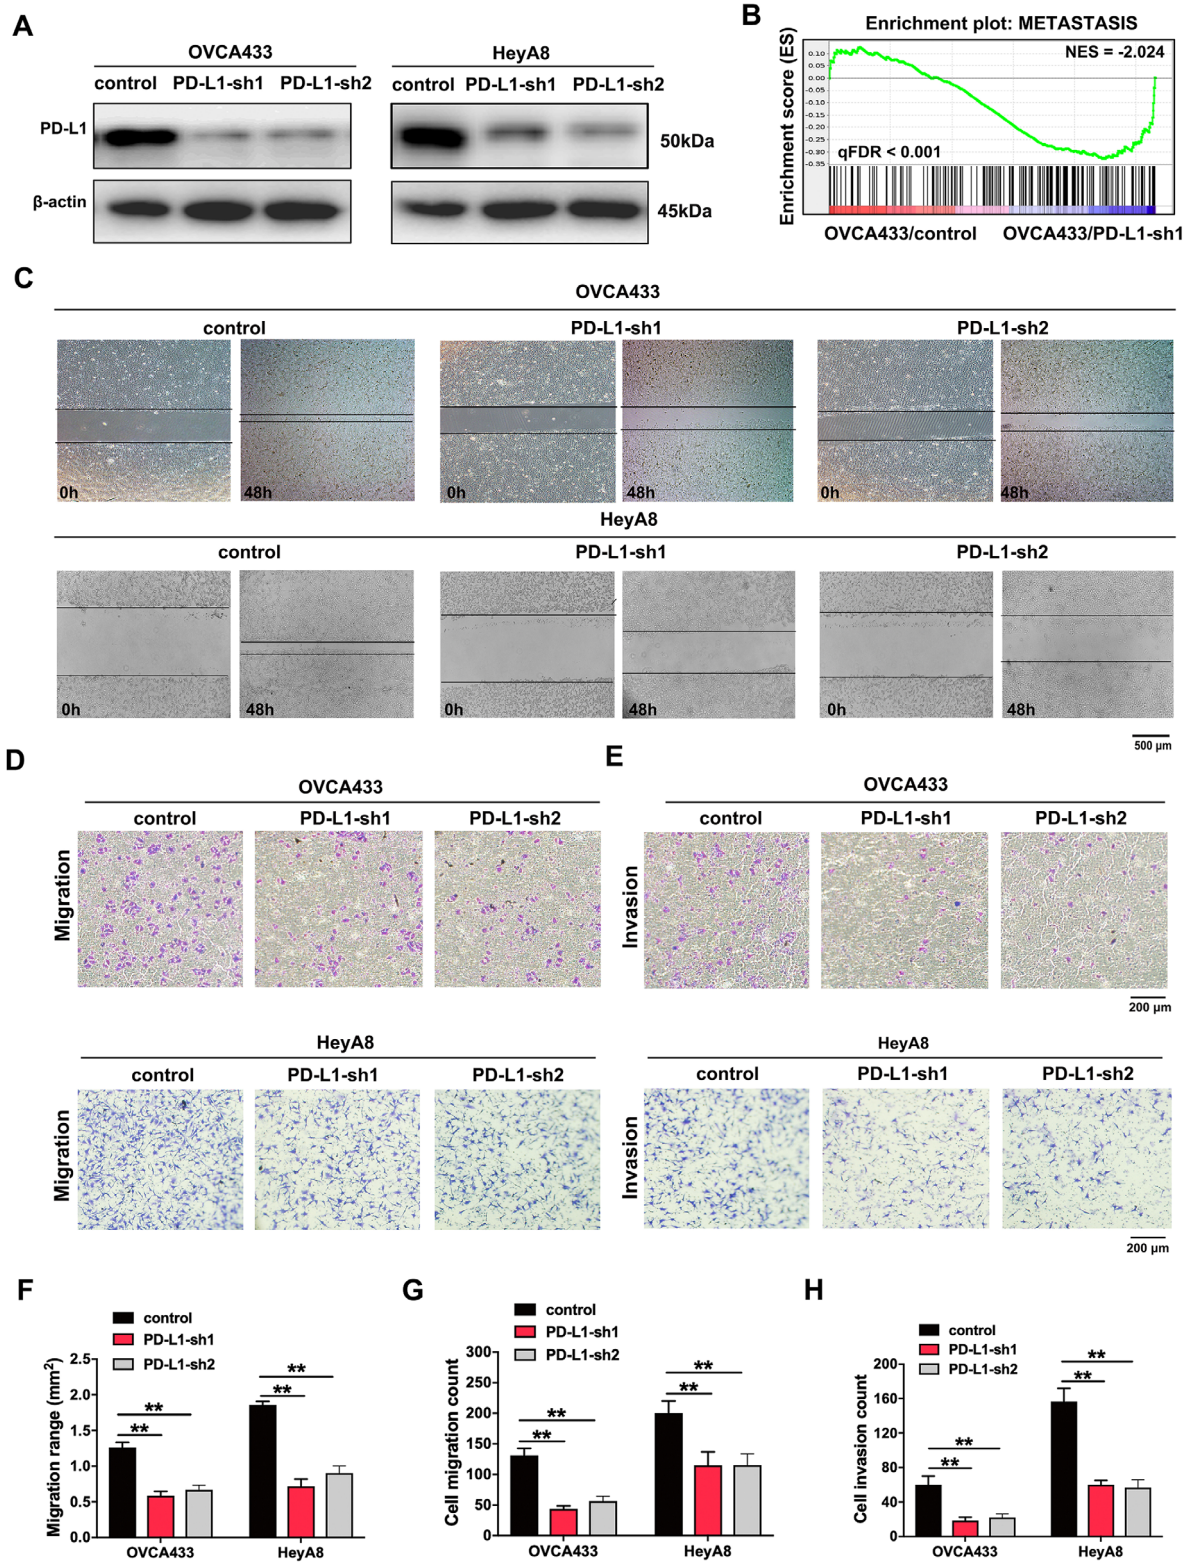 A
OVCA433
HeyA8
control PD-L1-sh1 PD-L1-sh2
control PD-L1-sh1 PD-L1-sh2
PD-L1
50kDa
β-actin
45kDa
B
Enrichment plot: METASTASIS
Enrichment score (ES)
NES = -2.024
0.10
0.05
0.00
-0.05
-0.10
-0.15
-0.20
-0.25
-0.30
-0.35
qFDR < 0.001
OVCA433/control OVCA433/PD-L1-sh1
C
OVCA433
control PD-L1-sh1 PD-L1-sh2
0h 48h 0h 48h 0h 48h
HeyA8
control PD-L1-sh1 PD-L1-sh2
0h 48h 0h 48h 0h 48h
500 μm
D
OVCA433
control PD-L1-sh1 PD-L1-sh2
Migration
HeyA8
control PD-L1-sh1 PD-L1-sh2
Migration
E
OVCA433
control PD-L1-sh1 PD-L1-sh2
Invasion
200 μm
HeyA8
control PD-L1-sh1 PD-L1-sh2
Invasion
200 μm
F
control
PD-L1-sh1
PD-L1-sh2
Migration range (mm²)
2.5
2.0
1.5
1.0
0.5
0.0
** ** ** **
OVCA433 HeyA8
G
control
PD-L1-sh1
PD-L1-sh2
Cell migration count
300
250
200
150
100
50
0
** ** ** **
OVCA433 HeyA8
H
control
PD-L1-sh1
PD-L1-sh2
Cell invasion count
200
160
120
80
40
0
** ** ** **
OVCA433 HeyA8